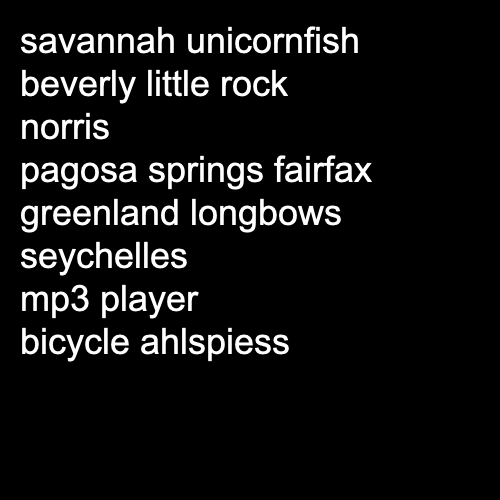 savannah unicornfish
beverly little rock
norris
pagosa springs fairfax
greenland longbows
seychelles
mp3 player
bicycle ahlspiess